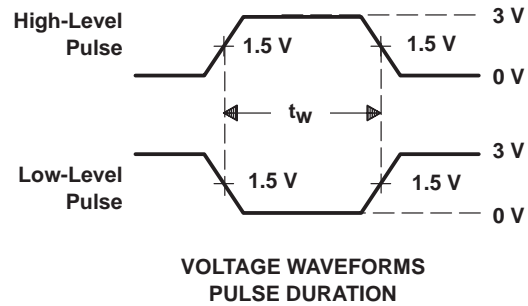 High-Level
Pulse
3 V
1.5 V
1.5 V
0 V
tw
Low-Level
Pulse
3 V
1.5 V
1.5 V
0 V
VOLTAGE WAVEFORMS
PULSE DURATION